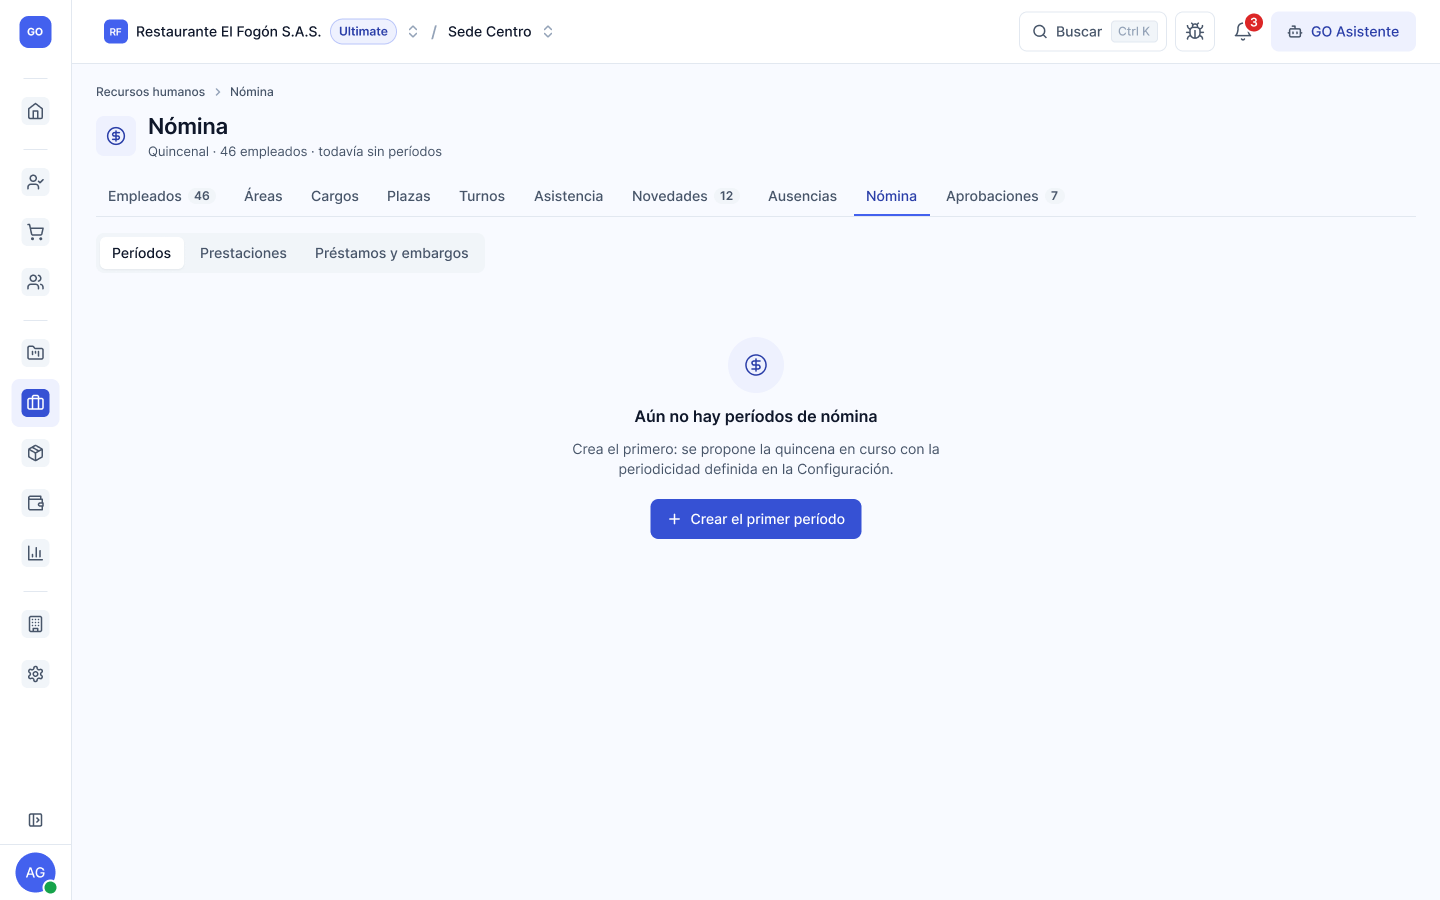 GO
RF Restaurante El Fogón S.A.S. Ultimate / Sede Centro
Buscar Ctrl K
3
GO Asistente
Recursos humanos > Nómina
Nómina
Quincenal · 46 empleados · todavía sin períodos
Empleados 46 Áreas Cargos Plazas Turnos Asistencia Novedades 12 Ausencias Nómina Aprobaciones 7
Períodos Prestaciones Préstamos y embargos
Aún no hay períodos de nómina
Crea el primero: se propone la quincena en curso con la
periodicidad definida en la Configuración.
+ Crear el primer período
AG